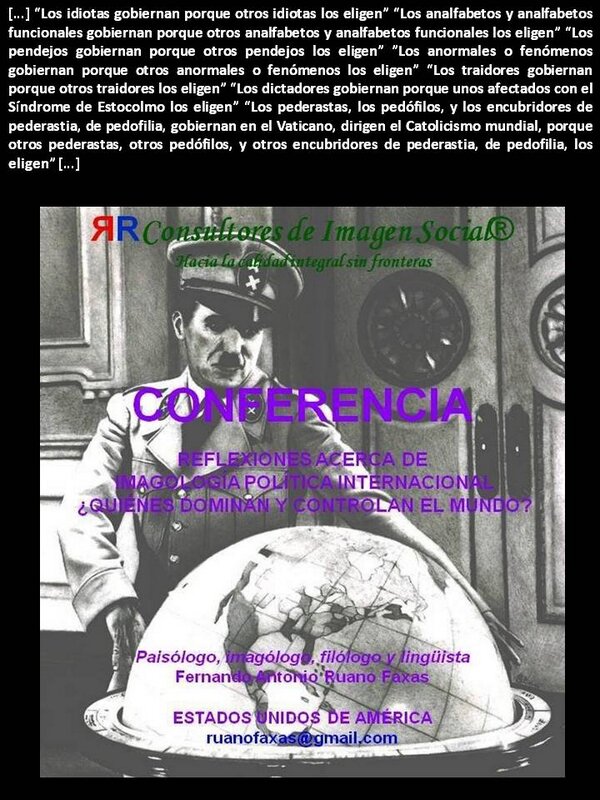 [...] “Los idiotas gobiernan porque otros idiotas los eligen” “Los analfabetos y analfabetos
funcionales gobiernan porque otros analfabetos y analfabetos funcionales los eligen” “Los
pendejos gobiernan porque otros pendejos los eligen” ”Los anormales o fenómenos
gobiernan porque otros anormales o fenómenos los eligen” “Los traidores gobiernan
porque otros traidores los eligen” “Los dictadores gobiernan porque unos afectados con el
Síndrome de Estocolmo los eligen” “Los pederastas, los pedófilos, y los encubridores de
pederastia, de pedofilia, gobiernan en el Vaticano, dirigen el Catolicismo mundial, porque
otros pederastas, otros pedófilos, y otros encubridores de pederastia, de pedofilia, los
eligen” [...]
ЯR Consultores de Imagen Social®
Hacia la calidad integral sin fronteras
CONFERENCIA
REFLEXIONES ACERCA DE
IMAGOLOGÍA POLÍTICA INTERNACIONAL
¿QUIÉNES DOMINAN Y CONTROLAN EL MUNDO?
Paisólogo, imagólogo, filólogo y lingüista
Fernando Antonio Ruano Faxas
ESTADOS UNIDOS DE AMÉRICA
ruanofaxas@gmail.com